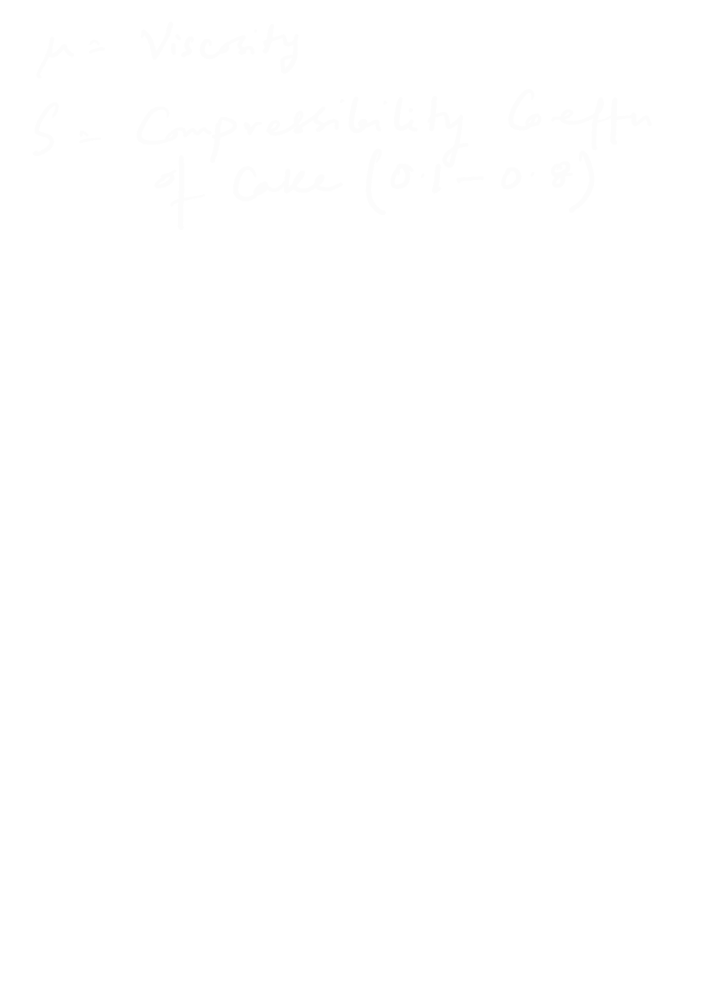 μ = Viscosity
S = Compressibility Coeffn
of Cake (0.1 - 0.8)